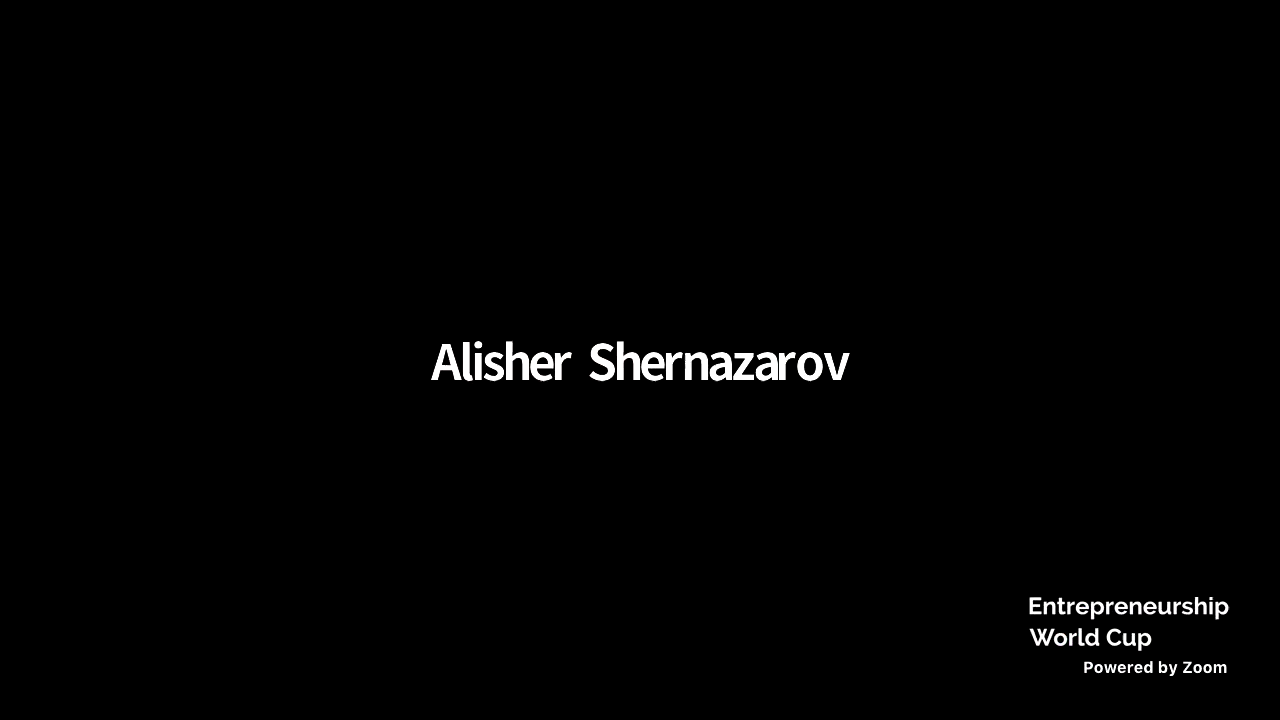 Alisher Shernazarov
Entrepreneurship
World Cup
Powered by Zoom